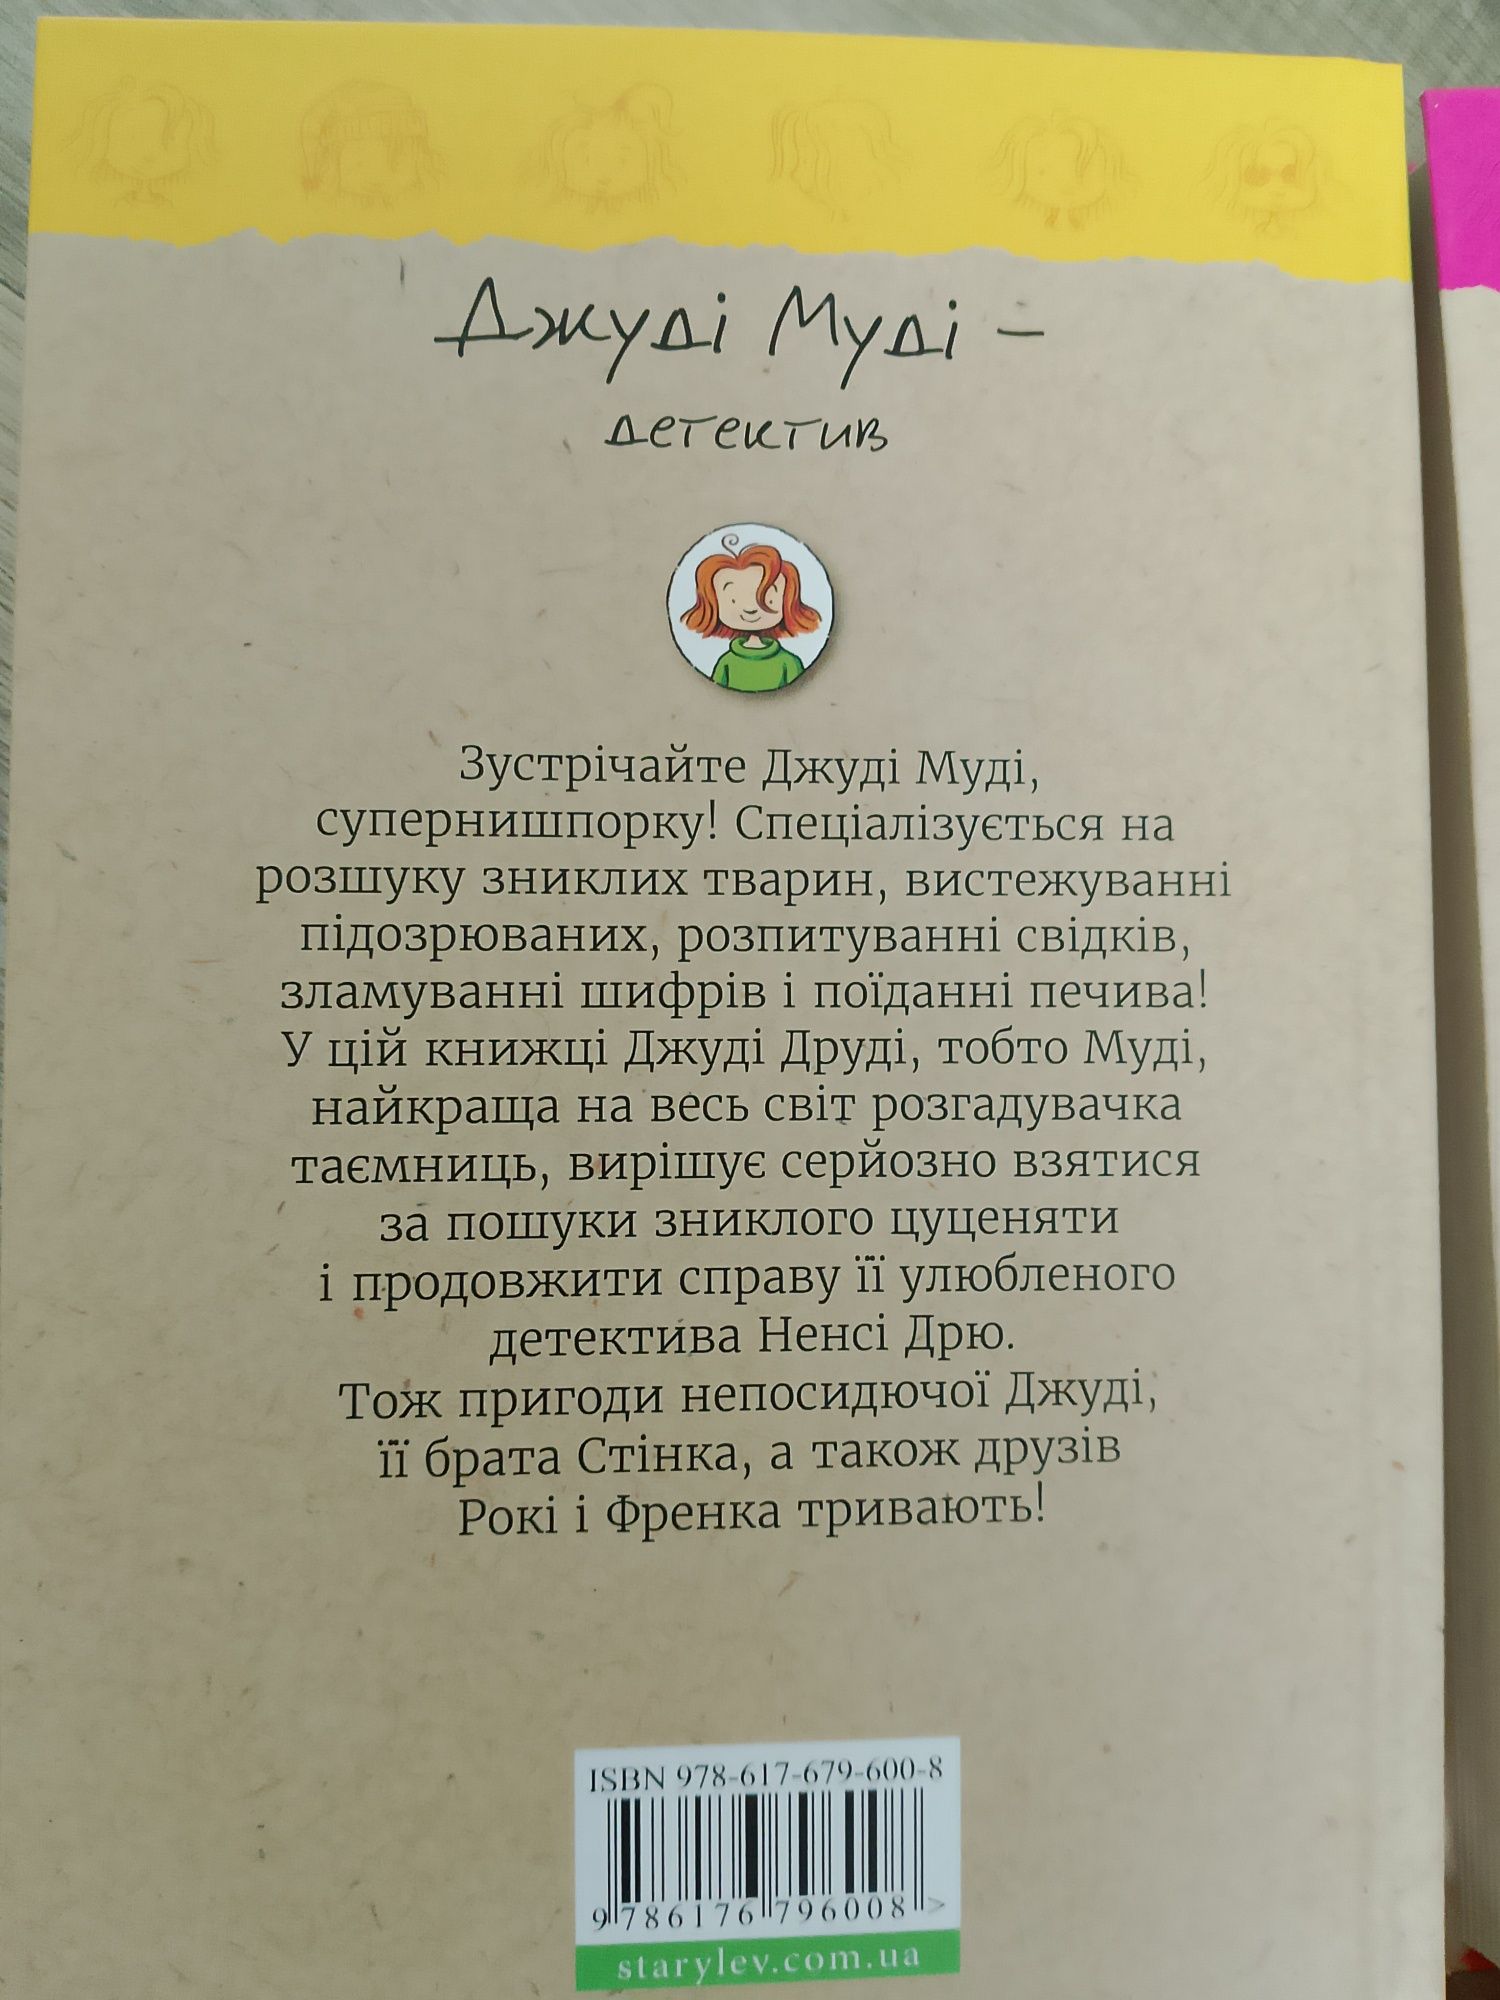 Джуді Муді –
детектив
Зустрічайте Джуді Муді,
супернишпорку! Спеціалізується на
розшуку зниклих тварин, вистежуванні
підозрюваних, розпитуванні свідків,
зламуванні шифрів і поїданні печива!
У цій книжці Джуді Друді, тобто Муді,
найкраща на весь світ розгадувачка
таємниць, вирішує серйозно взятися
за пошуки зниклого цуценяти
і продовжити справу її улюбленого
детектива Ненсі Дрю.
Тож пригоди непосидючої Джуді,
її брата Стінка, а також друзів
Рокі і Френка тривають!
ISBN 978-617-679-600-8
9 786176 796008 >
starylev.com.ua